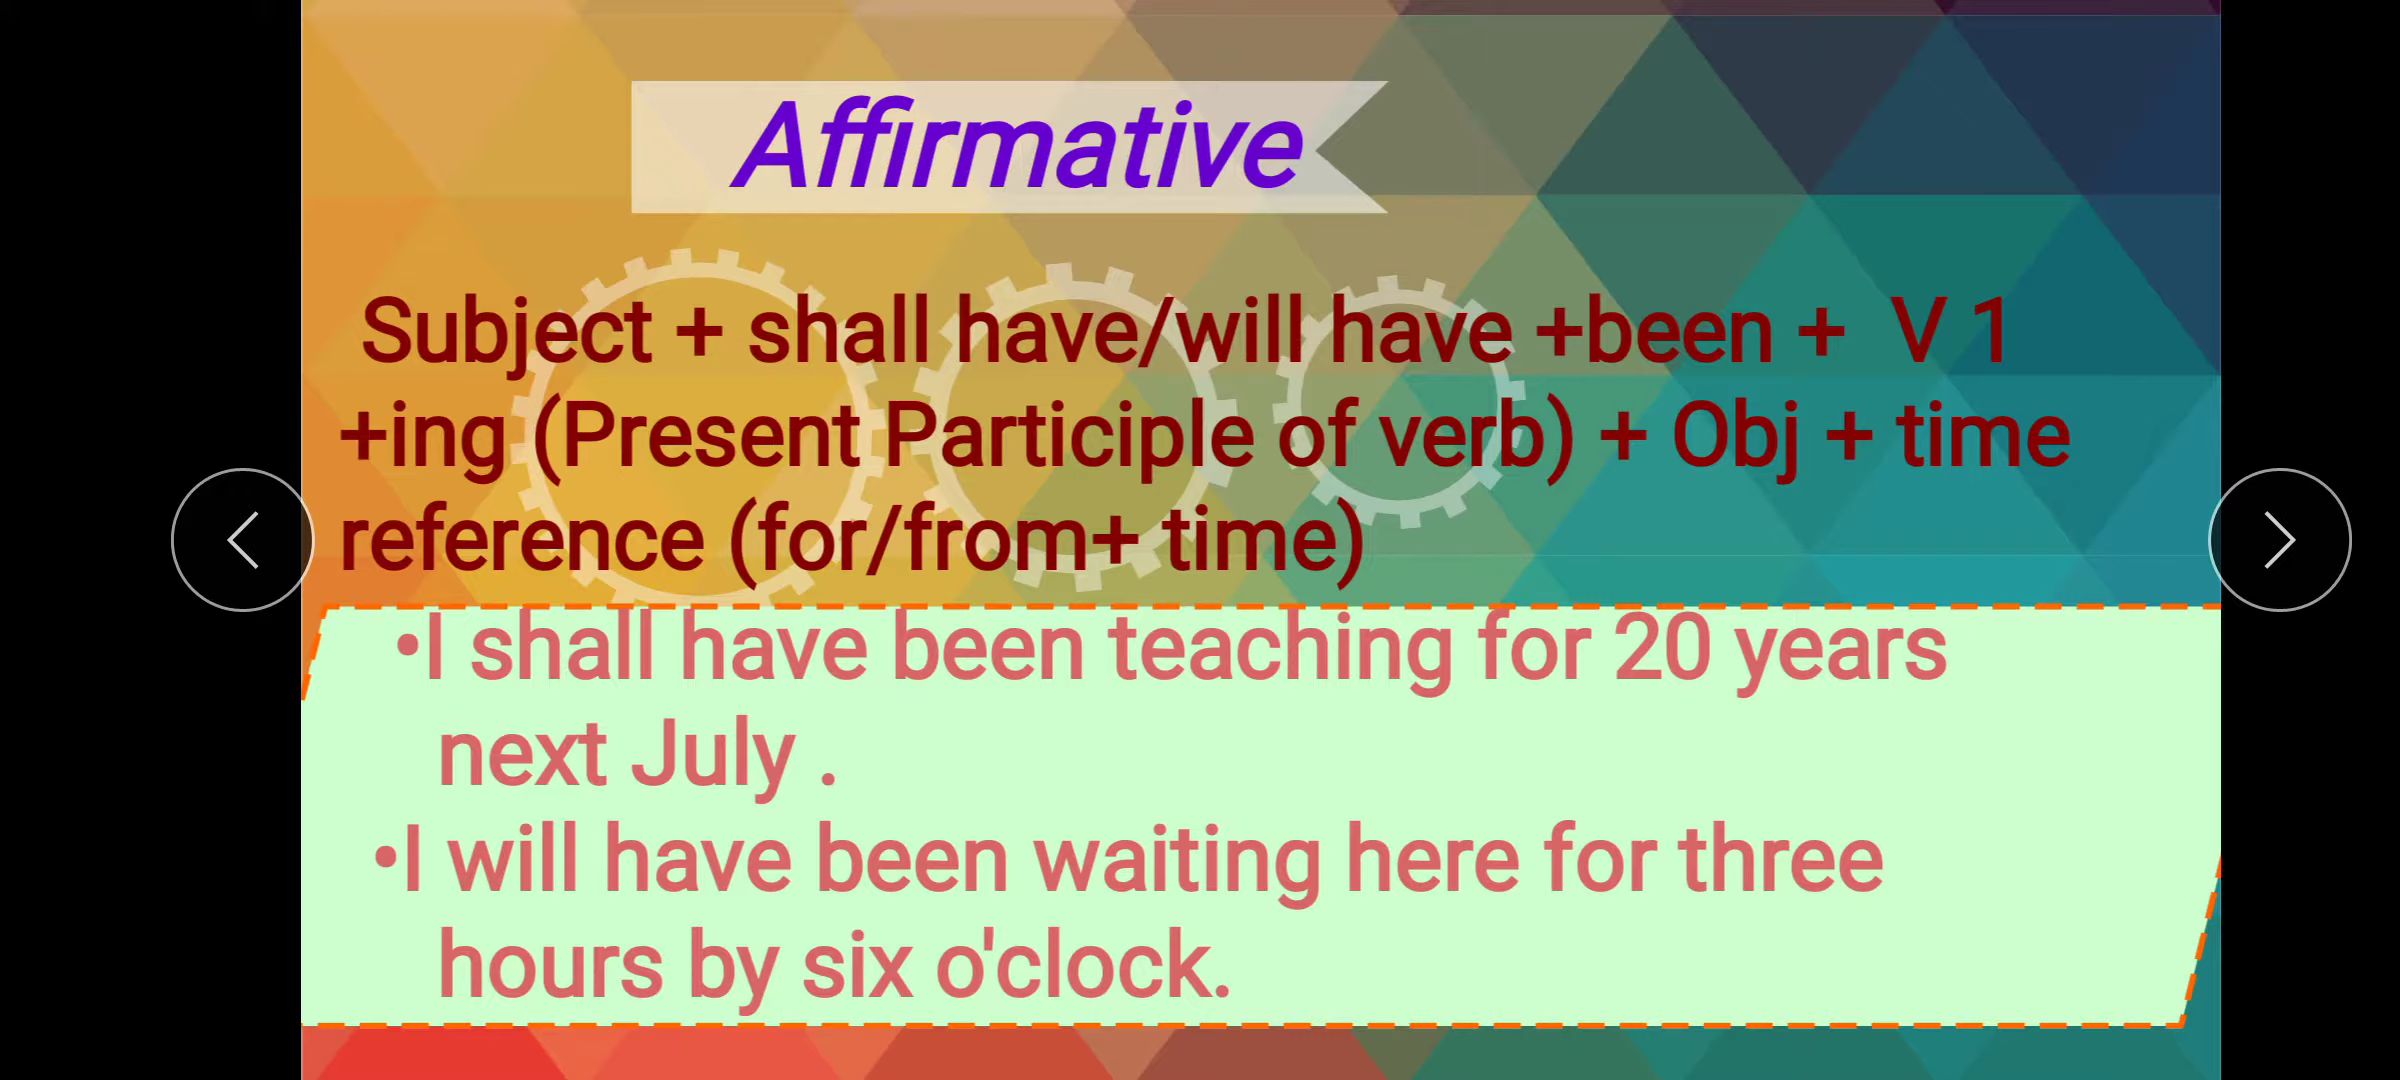 Affirmative
Subject + shall have/will have +been + V 1
+ing (Present Participle of verb) + Obj + time
reference (for/from+ time)
•I shall have been teaching for 20 years
next July .
•I will have been waiting here for three
hours by six o'clock.